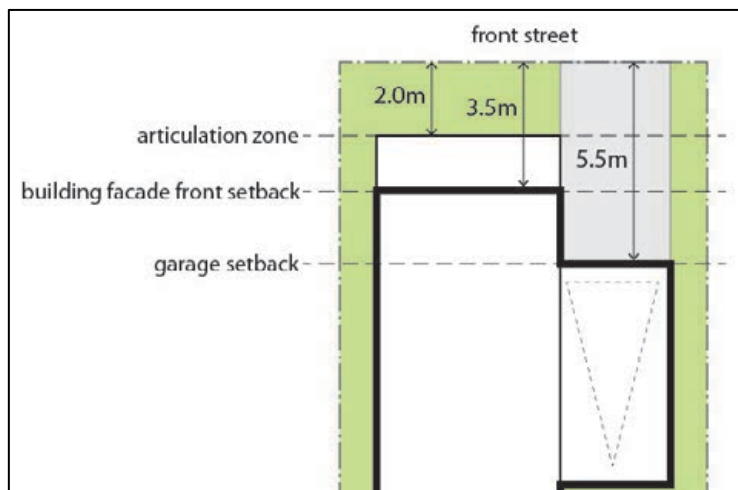 front street
2.0m
3.5m
articulation zone
5.5m
building facade front setback
garage setback